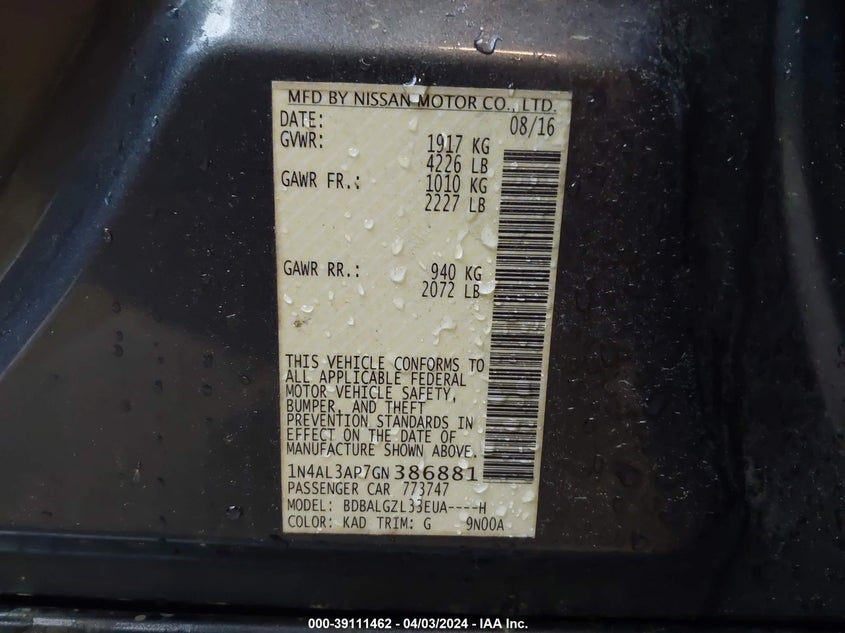 MFD BY NISSAN MOTOR CO., LTD.
DATE: 08/16
GVWR: 1917 KG
4226 LB
GAWR FR.: 1010 KG
2227 LB
GAWR RR.: 940 KG
2072 LB
THIS VEHICLE CONFORMS TO
ALL APPLICABLE FEDERAL
MOTOR VEHICLE SAFETY,
BUMPER, AND THEFT
PREVENTION STANDARDS IN
EFFECT ON THE DATE OF
MANUFACTURE SHOWN ABOVE.
1N4AL3AP7GN386881
PASSENGER CAR 773747
MODEL: BDBALGZL33EUA----H
COLOR: KAD TRIM: G 9N00A
000-39111462 - 04/03/2024 - IAA Inc.